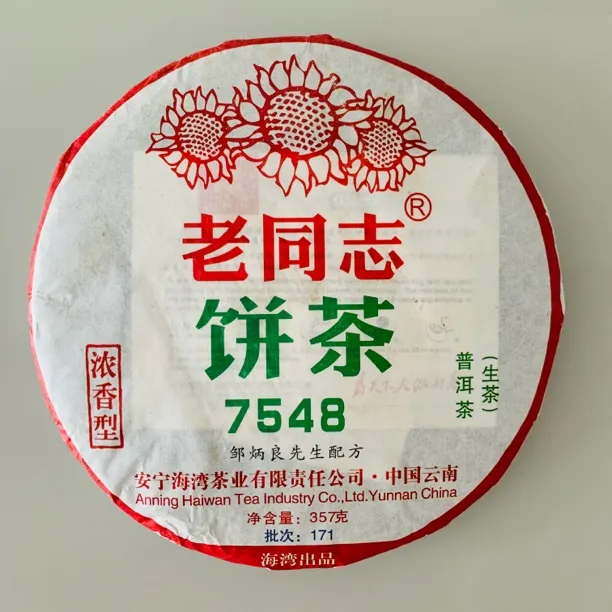 老同志®
饼茶
7548
浓香型
普洱茶
(生茶)
邹炳良先生配方
安宁海湾茶业有限责任公司·中国云南
Anning Haiwan Tea Industry Co.,Ltd.Yunnan China
净含量：357克
批次：171
海湾出品